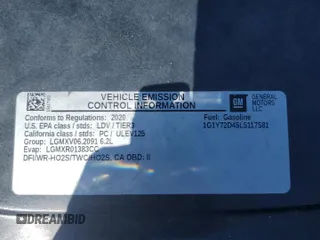 VEHICLE EMISSION
CONTROL INFORMATION
GM
GENERAL
MOTORS
LLC
Conforms to Regulations: 2020
Fuel: Gasoline
U.S. EPA class / stds: LDV / TIER3
California class / stds: PC / ULEV125
Group: LGMXV06.2091 6.2L
Evap: LGMXR01383CC
DFI/WR-HO2S/TWC/HO2S, CA OBD: II